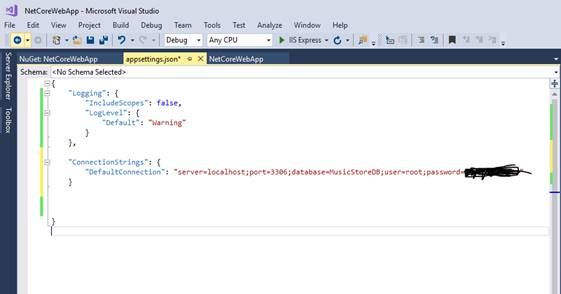 NetCoreWebApp - Microsoft Visual Studio
File Edit View Project Build Debug Team Tools Test Analyze Window Help
Debug Any CPU IIS Express
NuGet: NetCoreWebApp appsettings.json* NetCoreWebApp
Schema: <No Schema Selected>
Server Explorer
Toolbox
{
"Logging": {
"IncludeScopes": false,
"LogLevel": {
"Default": "Warning"
}
},
"ConnectionStrings": {
"DefaultConnection": "server=localhost;port=3306;database=MusicStoreDB;user=root;password=
}
}